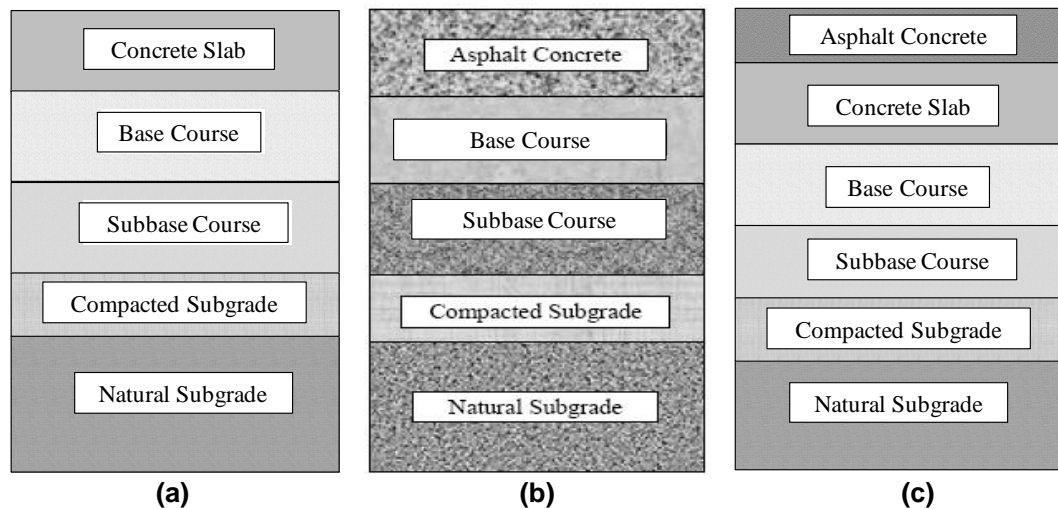 Concrete Slab
Base Course
Subbase Course
Compacted Subgrade
Natural Subgrade
(a)
Asphalt Concrete
Base Course
Subbase Course
Compacted Subgrade
Natural Subgrade
(b)
Asphalt Concrete
Concrete Slab
Base Course
Subbase Course
Compacted Subgrade
Natural Subgrade
(c)